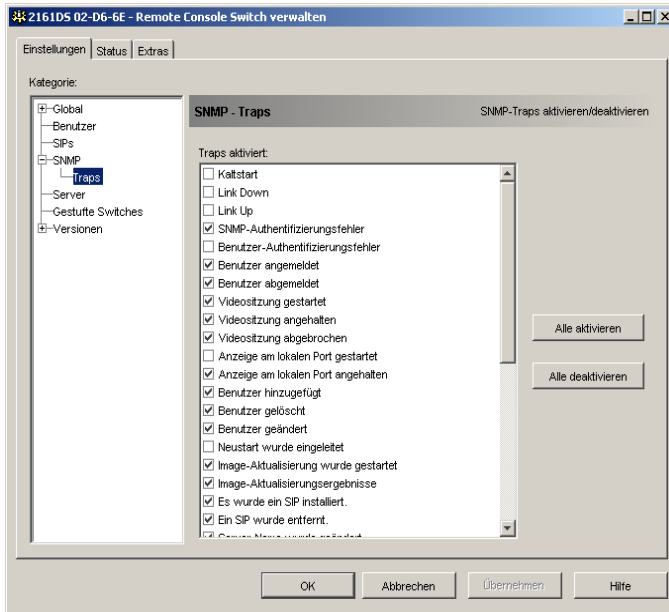 2161DS 02-D6-6E - Remote Console Switch verwalten
Einstellungen Status Extras
Kategorie:
Global
Benutzer
SIPs
SNMP
Traps
Server
Gestufte Switches
Versionen
SNMP - Traps SNMP-Traps aktivieren/deaktivieren
Traps aktiviert:
Kaltstart
Link Down
Link Up
SNMP-Authentifizierungsfehler
Benutzer-Authentifizierungsfehler
Benutzer angemeldet
Benutzer abgemeldet
Videositzung gestartet
Videositzung angehalten
Videositzung abgebrochen
Anzeige am lokalen Port gestartet
Anzeige am lokalen Port angehalten
Benutzer hinzugefügt
Benutzer gelöscht
Benutzer geändert
Neustart wurde eingeleitet
Image-Aktualisierung wurde gestartet
Image-Aktualisierungsergebnisse
Es wurde ein SIP installiert.
Ein SIP wurde entfernt.
Server-Name wurde geändert
Alle aktivieren
Alle deaktivieren
OK Abbrechen Übernehmen Hilfe